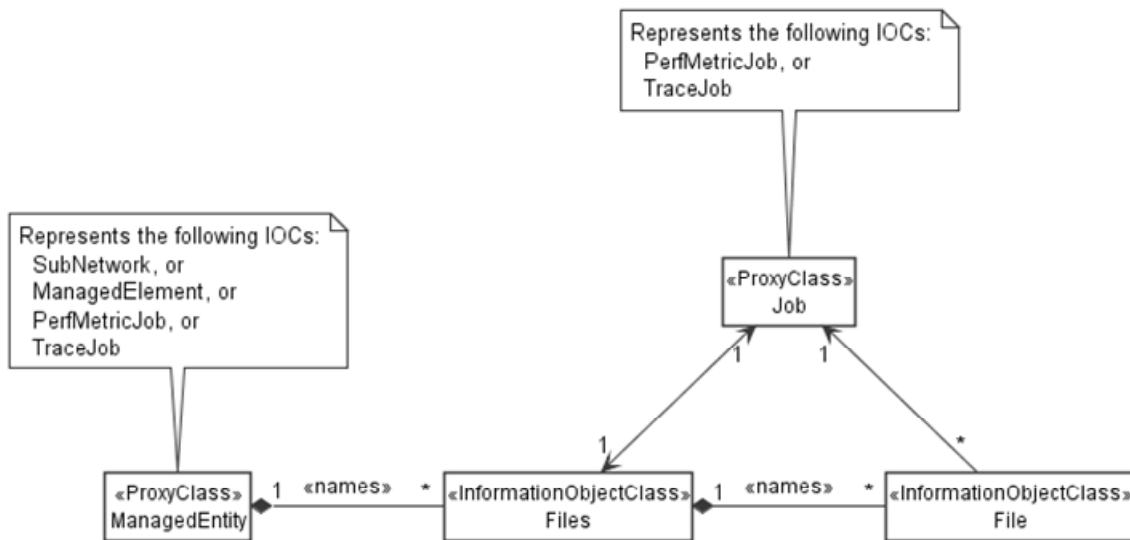 Represents the following IOCs:
PerfMetricJob, or
TraceJob
Represents the following IOCs:
SubNetwork, or
ManagedElement, or
PerfMetricJob, or
TraceJob
«ProxyClass»
Job
1
1
1
*
«ProxyClass»
ManagedEntity
1
«names»
*
«InformationObjectClass»
Files
1
«names»
*
«InformationObjectClass»
File